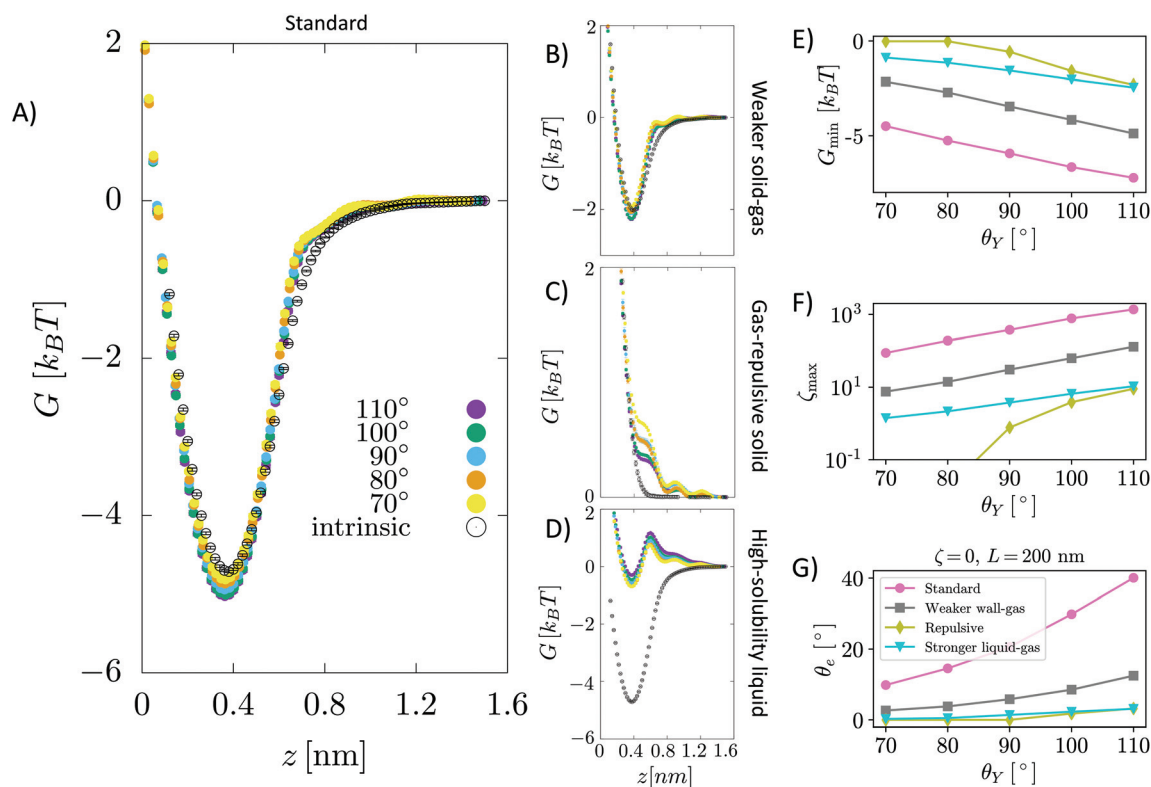 Standard
A)
G [k_BT]
2
0
−2
−4
−6
0
0.4
0.8
1.2
1.6
z [nm]
110°
100°
90°
80°
70°
intrinsic
B)
G [k_BT]
2
0
−2
Weaker solid-gas
C)
G [k_BT]
2
0
Gas-repulsive solid
D)
G [k_BT]
2
0
−2
−4
−6
0
0.4
0.8
1.2
1.6
z[nm]
High-solubility liquid
E)
G_min [k_BT]
0
-5
70
80
90
100
110
θ_Y [°]
F)
ζ_max
10^3
10^1
10^-1
70
80
90
100
110
θ_Y [°]
G)
ζ=0, L=200 nm
θ_e [°]
40
20
0
Standard
Weaker wall-gas
Repulsive
Stronger liquid-gas
70
80
90
100
110
θ_Y [°]